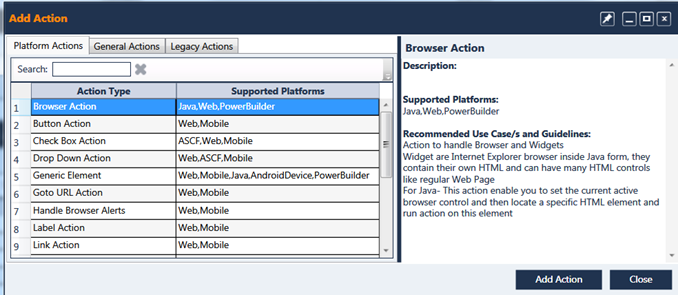 Add Action
Platform Actions General Actions Legacy Actions
Search:
Action Type Supported Platforms
1 Browser Action Java,Web,PowerBuilder
2 Button Action Web,Mobile
3 Check Box Action ASCF,Web,Mobile
4 Drop Down Action Web,ASCF,Mobile
5 Generic Element Web,Mobile,Java,AndroidDevice,PowerBuilder
6 Goto URL Action Web,Mobile
7 Handle Browser Alerts Web,Mobile
8 Label Action Web,Mobile
9 Link Action Web,Mobile
Browser Action
Description:
Supported Platforms:
Java,Web,PowerBuilder
Recommended Use Case/s and Guidelines:
Action to handle Browser and Widgets
Widget are Internet Explorer browser inside Java form, they
contain their own HTML and can have many HTML controls
like regular Web Page
For Java- This action enable you to set the current active
browser control and then locate a specific HTML element and
run action on this element
Add Action Close